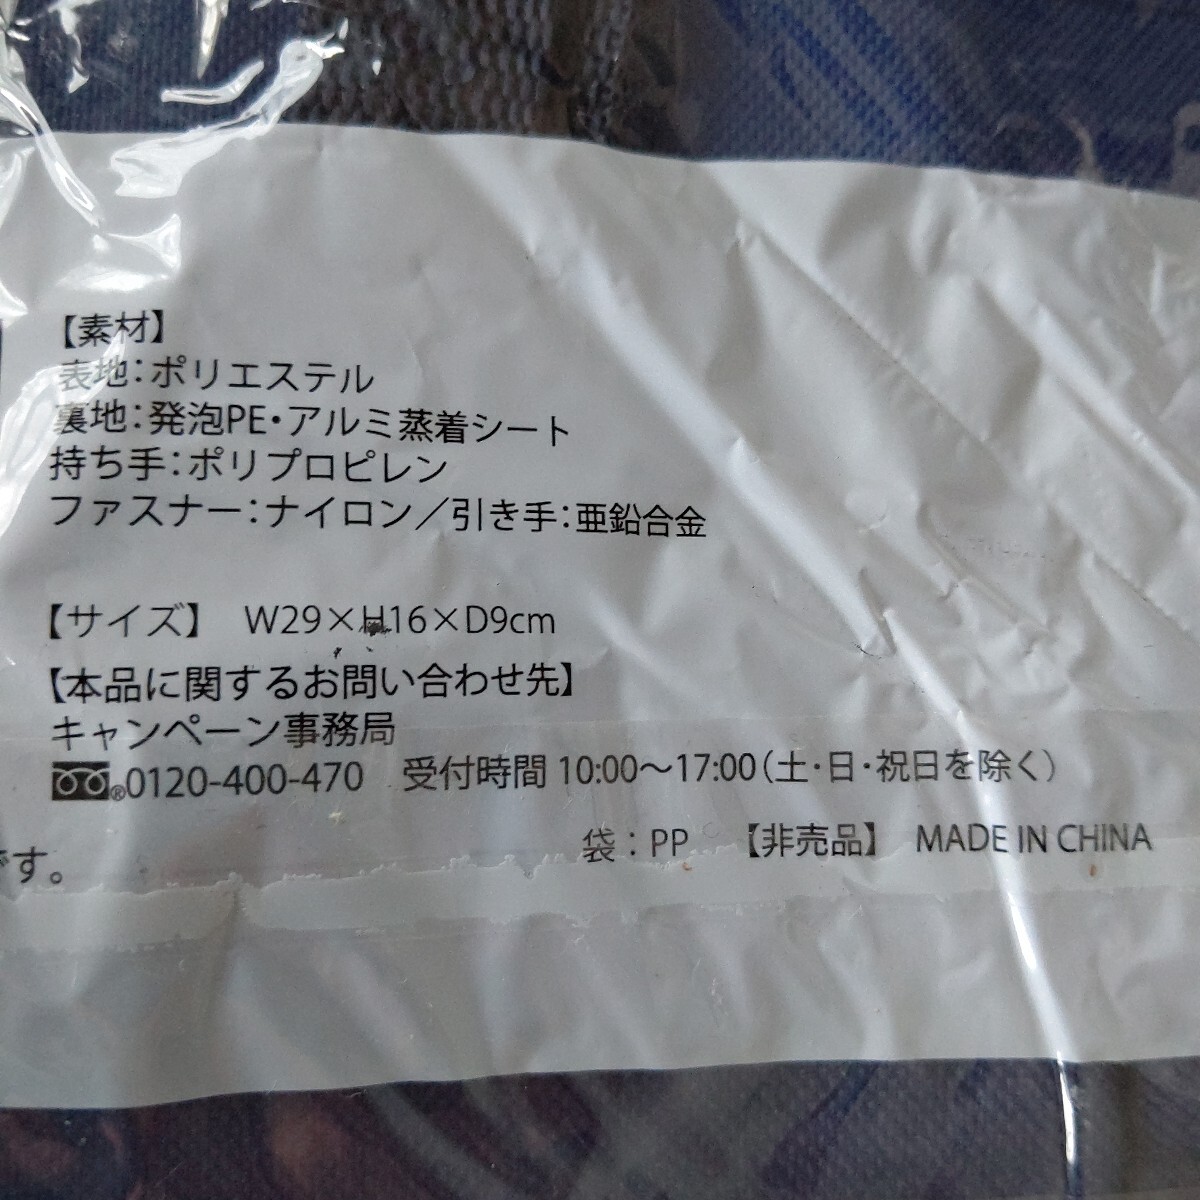 【素材】
表地：ポリエステル
裏地：発泡PE・アルミ蒸着シート
持ち手：ポリプロピレン
ファスナー：ナイロン／引き手：亜鉛合金
【サイズ】 W29×H16×D9cm
【本品に関するお問い合わせ先】
キャンペーン事務局
®0120-400-470 受付時間 10:00〜17:00（土・日・祝日を除く）
袋：PP 【非売品】 MADE IN CHINA
です。